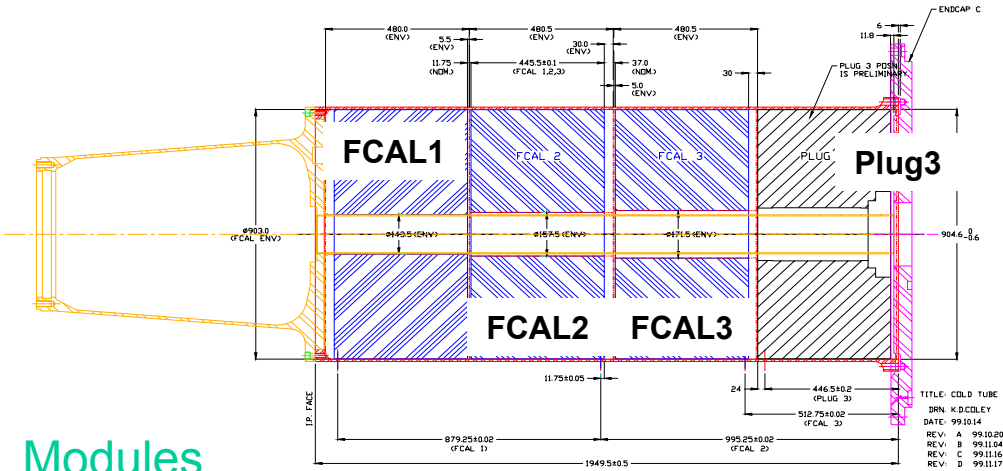 480.0
(ENV)
480.5
(ENV)
480.5
(ENV)
6
11.8
ENDCAP C
5.5
(ENV)
30.0
(ENV)
11.75
(NOM.)
445.5±0.1
(FCAL 1,2,3)
37.0
(NOM.)
30
5.0
(ENV)
PLUG 3 POSN
IS PRELIMINARY
FCAL1
FCAL 2
FCAL 3
PLUG
Plug3
ø903.0
(FCAL ENV)
(ENV)
ø157.5 (ENV)
ø171.5 (ENV)
904.6 0
-0.6
FCAL2
FCAL3
11.75±0.05
24
446.5±0.2
(PLUG 3)
512.75±0.02
(FCAL 3)
I.P. FACE
879.25±0.02
(FCAL 1)
995.25±0.02
(FCAL 2)
1949.5±0.5
TITLE: COLD TUBE
DRN. K.D.COLEY
DATE: 99.10.14
REV: A 99.10.20
REV: B 99.11.04
REV: C 99.11.16
REV: D 99.11.17
Modules